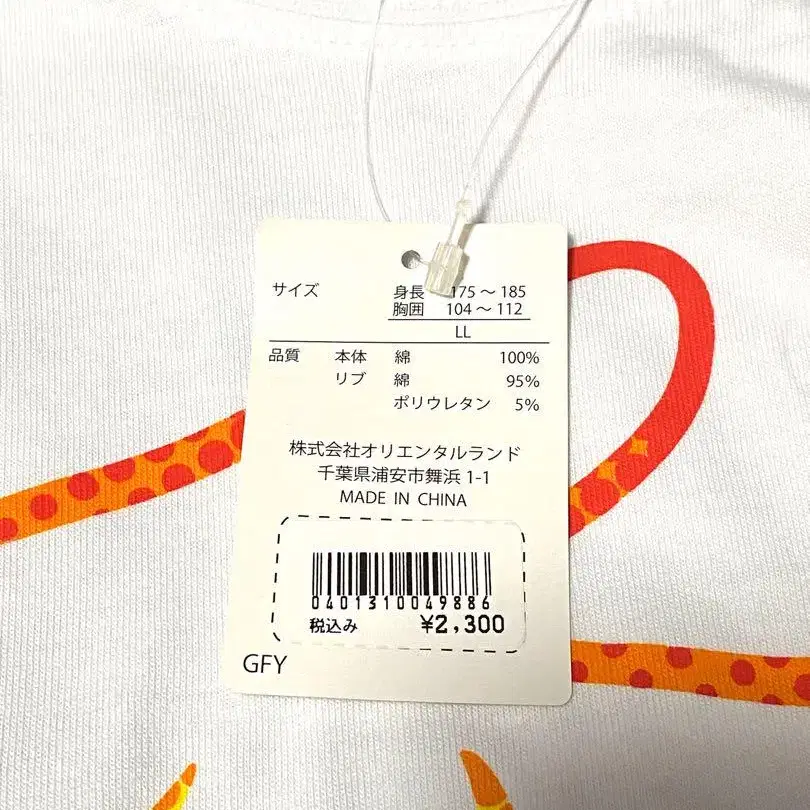 サイズ 身長 175～185
胸囲 104～112
LL
品質 本体 綿 100%
リブ 綿 95%
ポリウレタン 5%
株式会社オリエンタルランド
千葉県浦安市舞浜 1-1
MADE IN CHINA
0401310049886
税込み ¥2,300
GFY